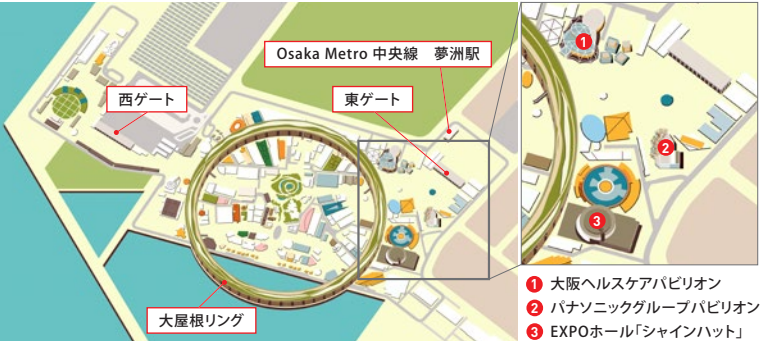 Osaka Metro 中央線　夢洲駅
西ゲート
東ゲート
大屋根リング
1
2
3
1 大阪ヘルスケアパビリオン
2 パナソニックグループパビリオン
3 EXPOホール「シャインハット」